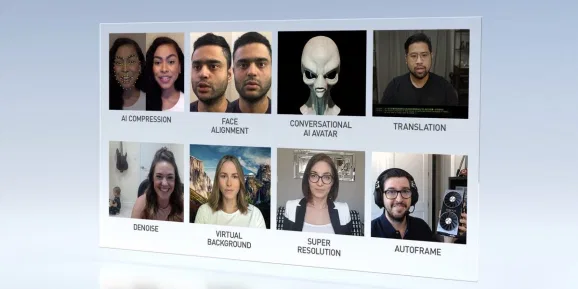 AI COMPRESSION
FACE
ALIGNMENT
CONVERSATIONAL
AI AVATAR
TRANSLATION
DENOISE
VIRTUAL
BACKGROUND
SUPER
RESOLUTION
AUTOFRAME